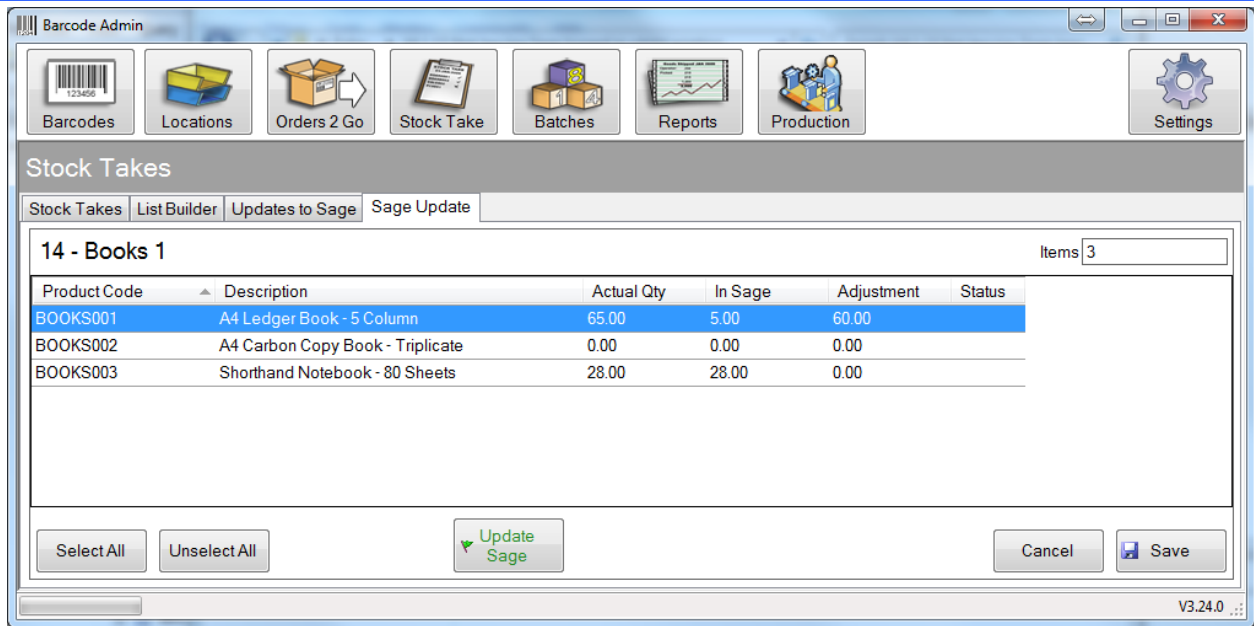 Barcode Admin
123456
Barcodes Locations Orders 2 Go Stock Take Batches Reports Production Settings
Stock Takes
Stock Takes List Builder Updates to Sage Sage Update
14 - Books 1 Items 3
Product Code Description Actual Qty In Sage Adjustment Status
BOOKS001 A4 Ledger Book - 5 Column 65.00 5.00 60.00
BOOKS002 A4 Carbon Copy Book - Triplicate 0.00 0.00 0.00
BOOKS003 Shorthand Notebook - 80 Sheets 28.00 28.00 0.00
Select All Unselect All Update Sage Cancel Save
V3.24.0